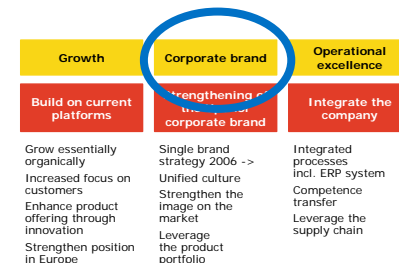 Growth
Build on current
platforms
Grow essentially
organically
Increased focus on
customers
Enhance product
offering through
innovation
Strengthen position
in Europe
Corporate brand
Strengthening of
corporate brand
Single brand
strategy 2006 ->
Unified culture
Strengthen the
image on the
market
Leverage
the product
portfolio
Operational
excellence
Integrate the
company
Integrated
processes
incl. ERP system
Competence
transfer
Leverage the
supply chain